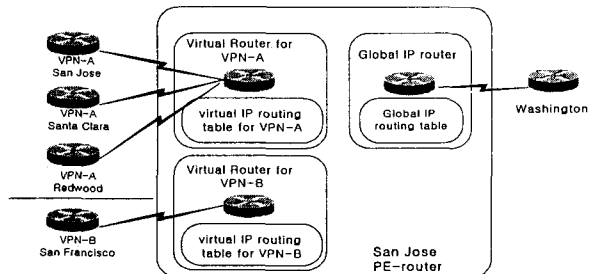 VPN-A
San Jose
VPN-A
Santa Clara
VPN-A
Redwood
VPN-B
San Francisco
Virtual Router for
VPN-A
virtual IP routing
table for VPN-A
Virtual Router for
VPN-B
virtual IP routing
table for VPN-B
Global IP router
Global IP
routing table
Washington
San Jose
PE-router